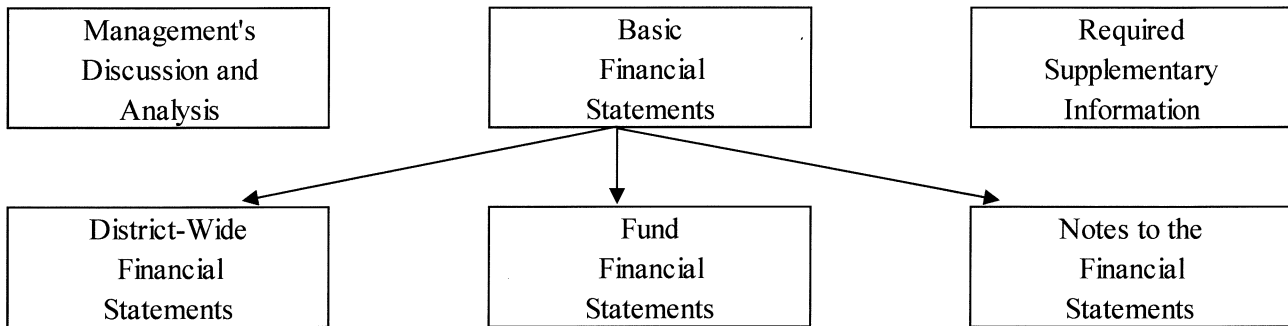 Management's
Discussion and
Analysis
Basic
Financial
Statements
Required
Supplementary
Information
District-Wide
Financial
Statements
Fund
Financial
Statements
Notes to the
Financial
Statements